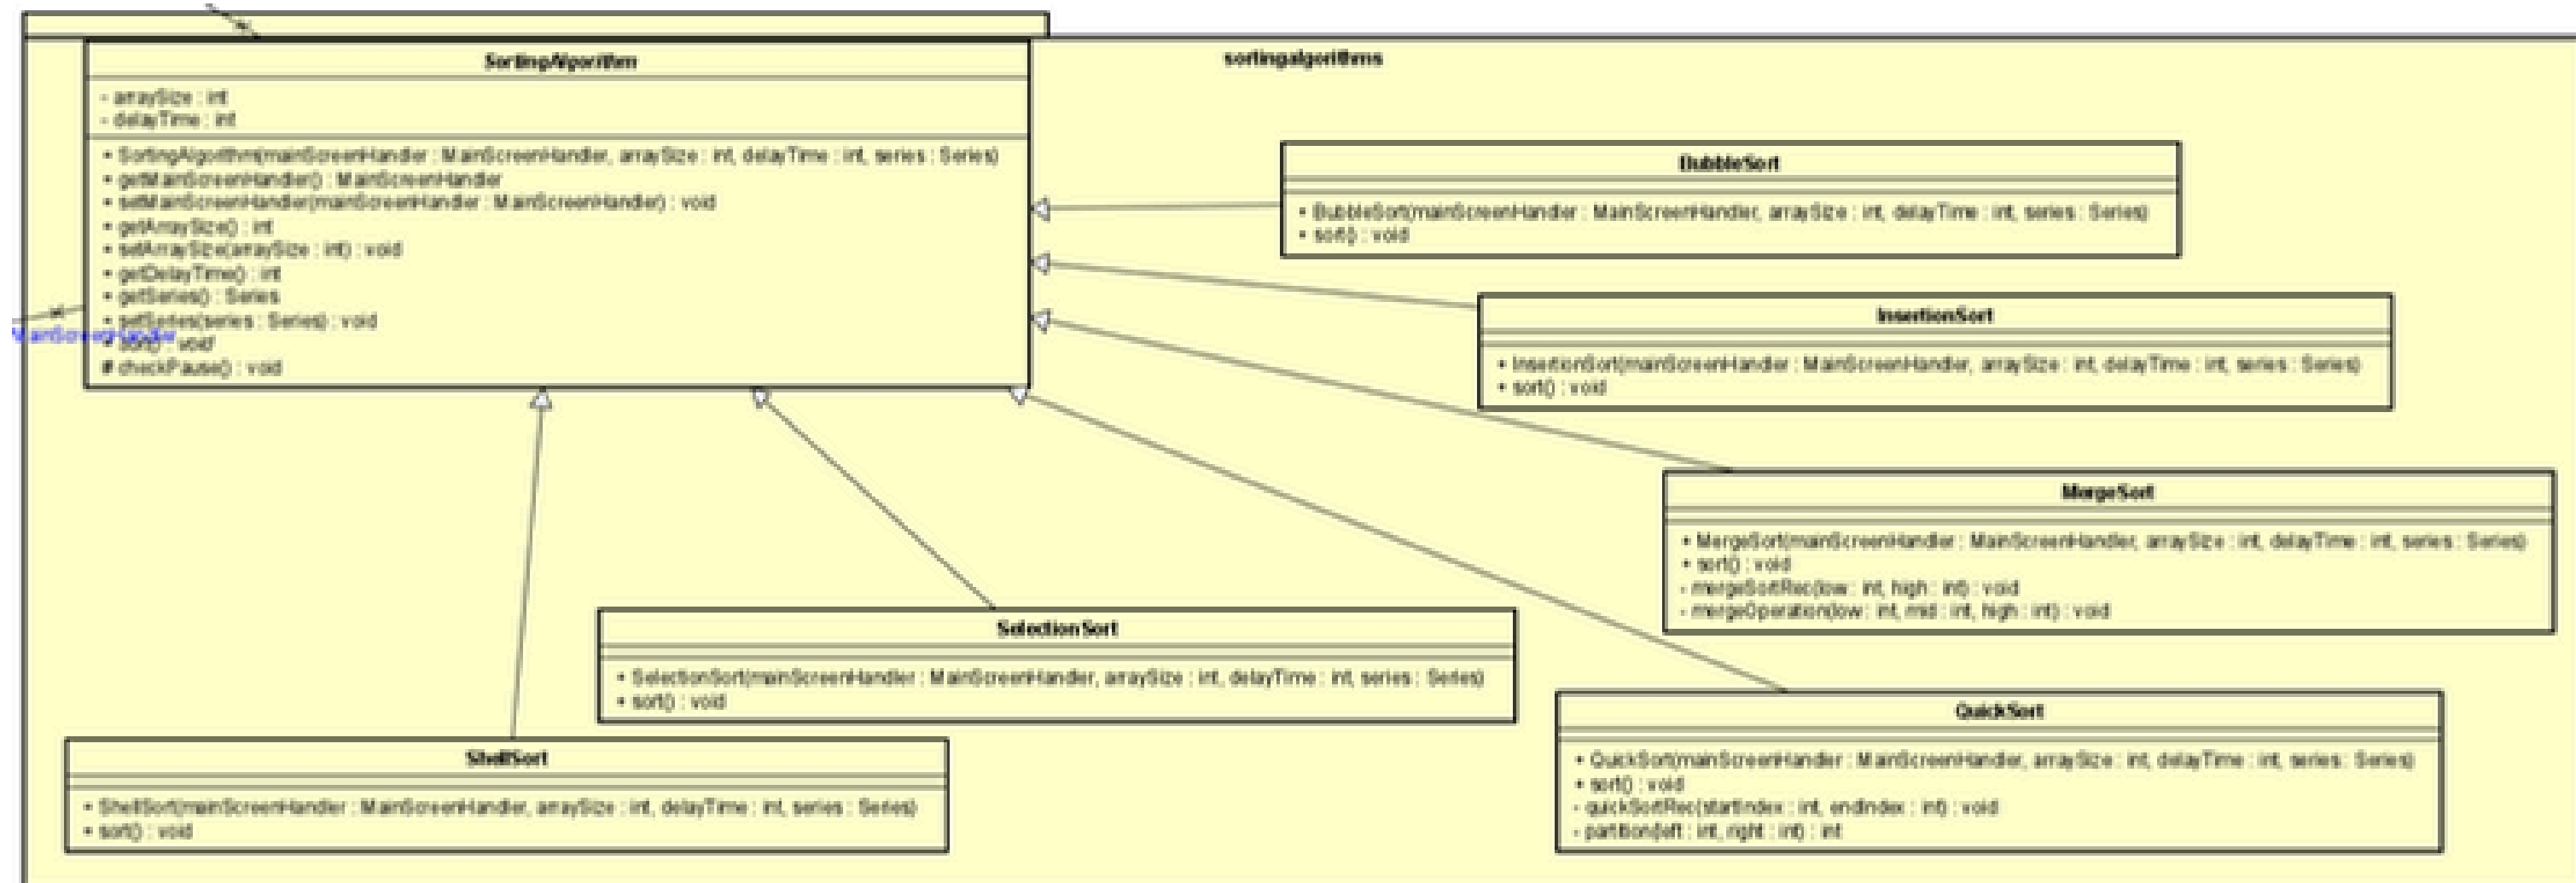 sortingalgorithms
SortingAlgorithm
- arraySize : int
- delayTime : int
+ SortingAlgorithm(mainScreenHandler : MainScreenHandler, arraySize : int, delayTime : int, series : Series)
+ getMainScreenHandler() : MainScreenHandler
+ setMainScreenHandler(mainScreenHandler : MainScreenHandler) : void
+ getArraySize() : int
+ setArraySize(arraySize : int) : void
+ getDelayTime() : int
+ getSeries() : Series
+ setSeries(series : Series) : void
MainScreenHandler
+ sort() : void
# checkPause() : void
BubbleSort
+ BubbleSort(mainScreenHandler : MainScreenHandler, arraySize : int, delayTime : int, series : Series)
+ sort() : void
InsertionSort
+ InsertionSort(mainScreenHandler : MainScreenHandler, arraySize : int, delayTime : int, series : Series)
+ sort() : void
MergeSort
+ MergeSort(mainScreenHandler : MainScreenHandler, arraySize : int, delayTime : int, series : Series)
+ sort() : void
- mergeSortRec(low : int, high : int) : void
- mergeOperation(low : int, mid : int, high : int) : void
SelectionSort
+ SelectionSort(mainScreenHandler : MainScreenHandler, arraySize : int, delayTime : int, series : Series)
+ sort() : void
QuickSort
+ QuickSort(mainScreenHandler : MainScreenHandler, arraySize : int, delayTime : int, series : Series)
+ sort() : void
- quickSortRec(startIndex : int, endIndex : int) : void
- partition(left : int, right : int) : int
ShellSort
+ ShellSort(mainScreenHandler : MainScreenHandler, arraySize : int, delayTime : int, series : Series)
+ sort() : void